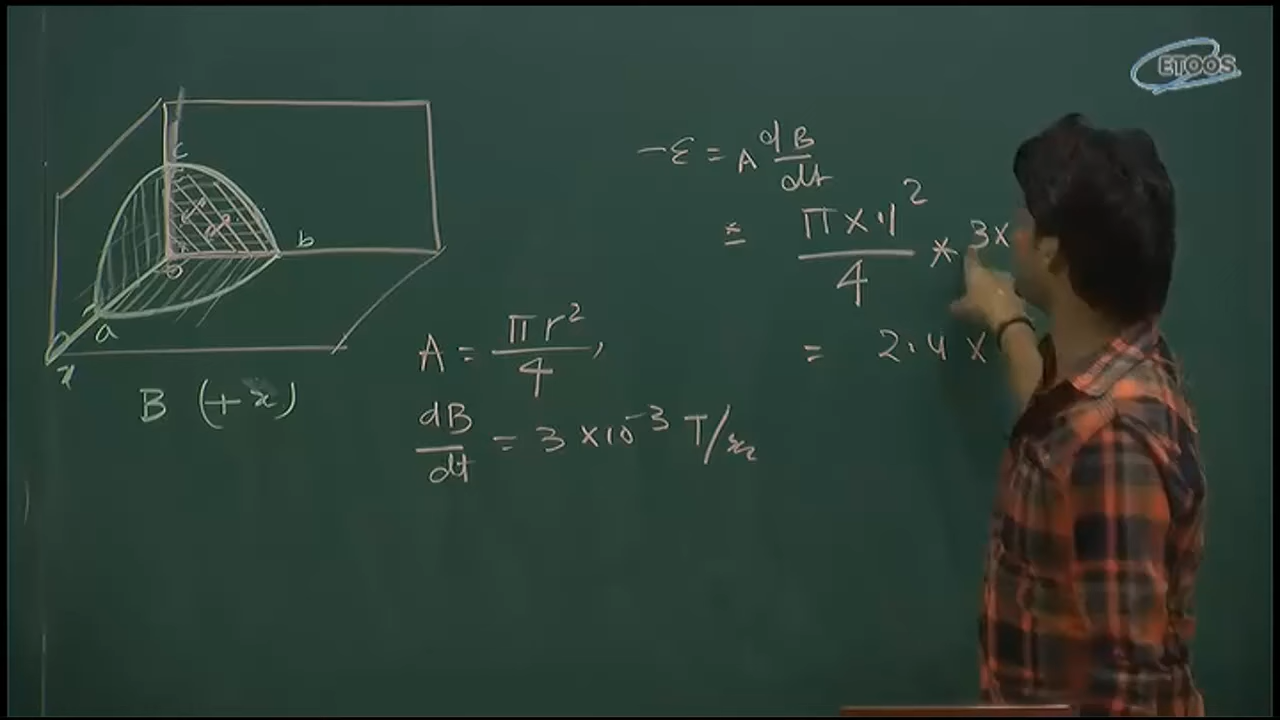 ETOOS
c
b
o
a
x
B (+x)
-ε = A dB/dt
= π × .1² / 4 * 3×
= 2.4 ×
A = πr²/4,
dB/dt = 3 × 10⁻³ T/